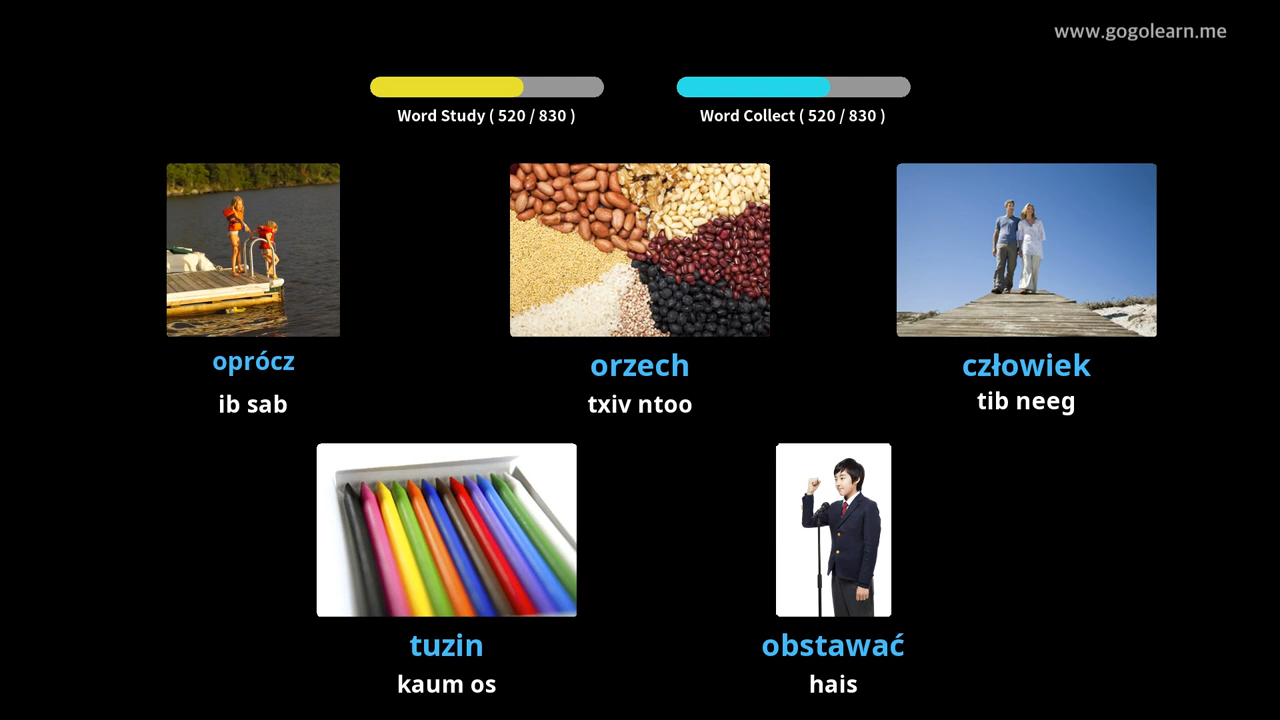 www.gogolearn.me
Word Study ( 520 / 830 )
Word Collect ( 520 / 830 )
oprócz
orzech
człowiek
ib sab
txiv ntoo
tib neeg
tuzin
obstawać
kaum os
hais